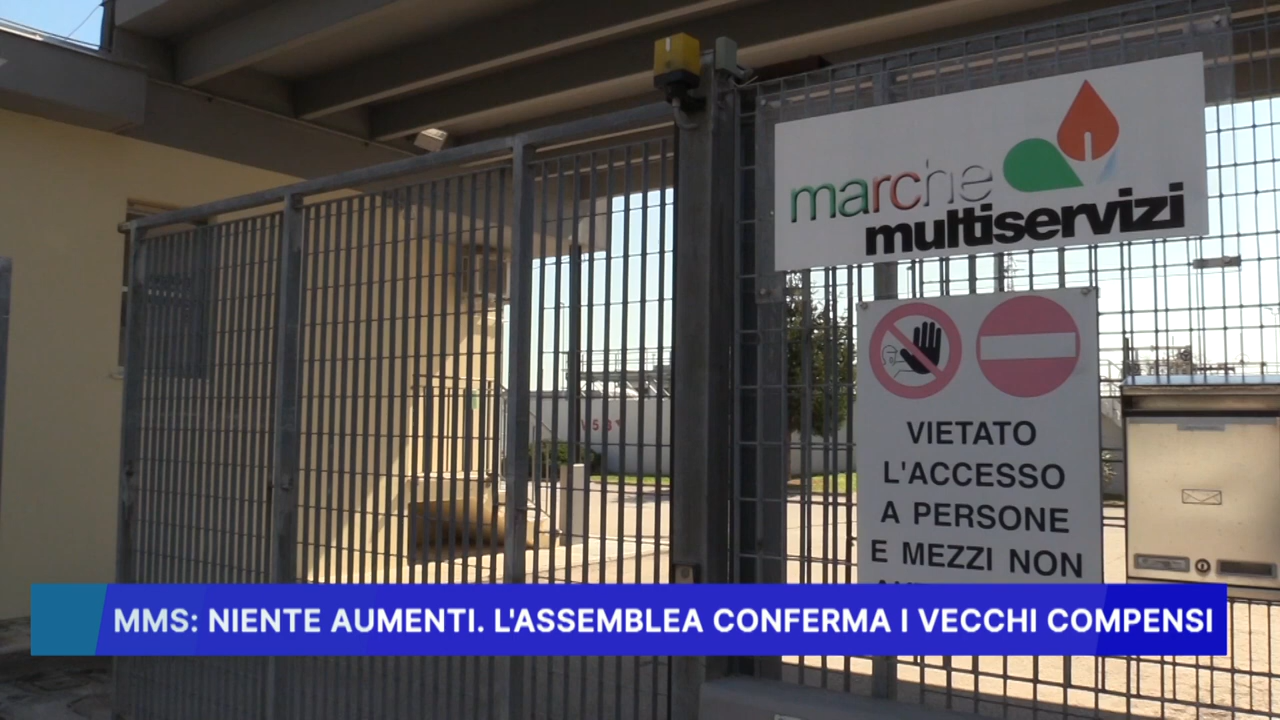 marche
multiservizi
VIETATO
L'ACCESSO
A PERSONE
E MEZZI NON
MMS: NIENTE AUMENTI. L'ASSEMBLEA CONFERMA I VECCHI COMPENSI